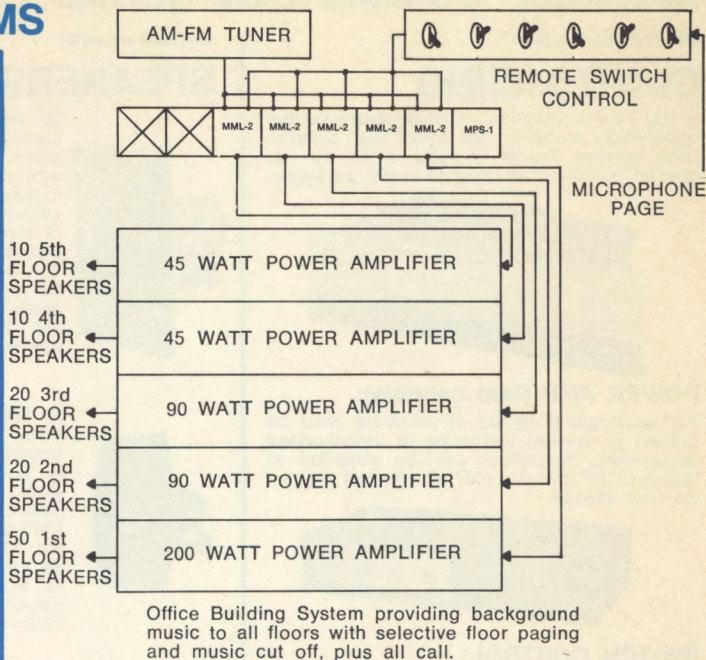 MS
AM-FM TUNER
REMOTE SWITCH
CONTROL
MML-2 MML-2 MML-2 MML-2 MML-2 MPS-1
MICROPHONE
PAGE
10 5th
FLOOR
SPEAKERS
45 WATT POWER AMPLIFIER
10 4th
FLOOR
SPEAKERS
45 WATT POWER AMPLIFIER
20 3rd
FLOOR
SPEAKERS
90 WATT POWER AMPLIFIER
20 2nd
FLOOR
SPEAKERS
90 WATT POWER AMPLIFIER
50 1st
FLOOR
SPEAKERS
200 WATT POWER AMPLIFIER
Office Building System providing background
music to all floors with selective floor paging
and music cut off, plus all call.